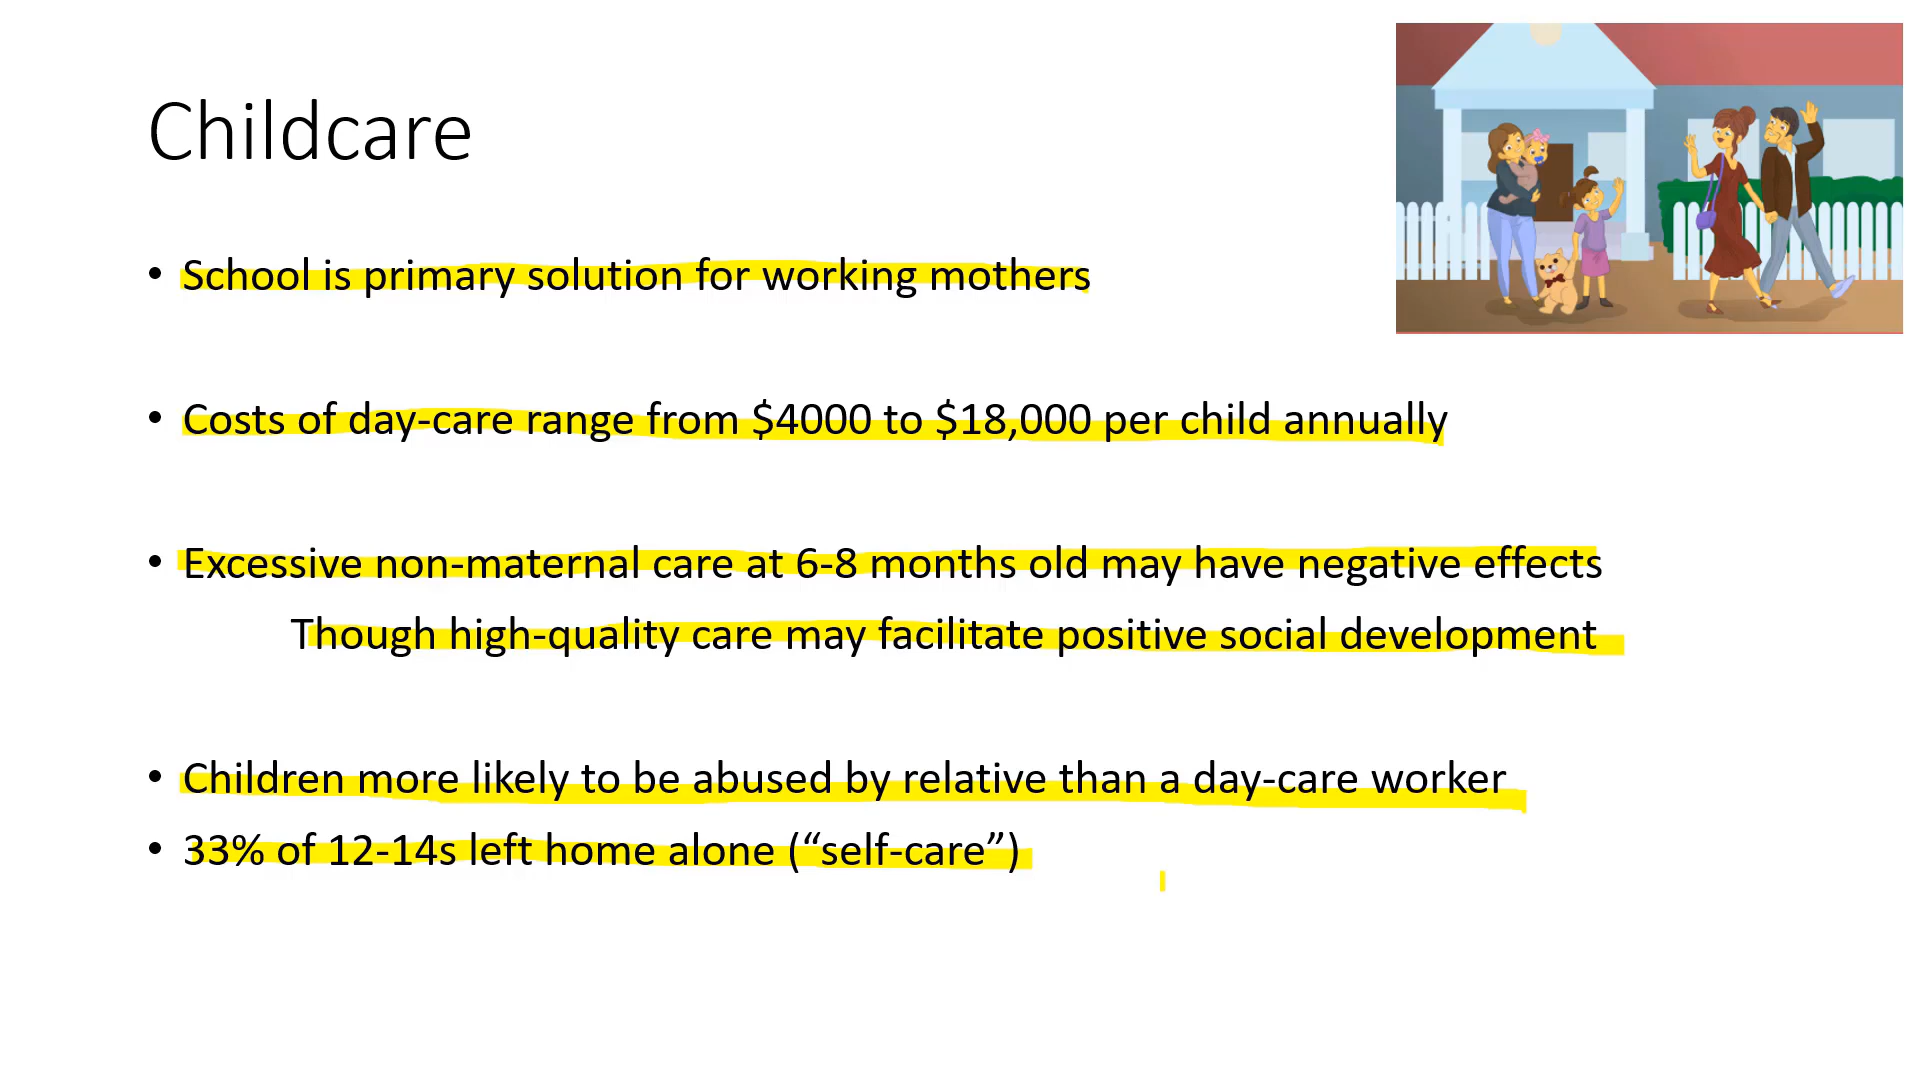 Childcare
• School is primary solution for working mothers
• Costs of day-care range from $4000 to $18,000 per child annually
• Excessive non-maternal care at 6-8 months old may have negative effects
Though high-quality care may facilitate positive social development
• Children more likely to be abused by relative than a day-care worker
• 33% of 12-14s left home alone (“self-care”)